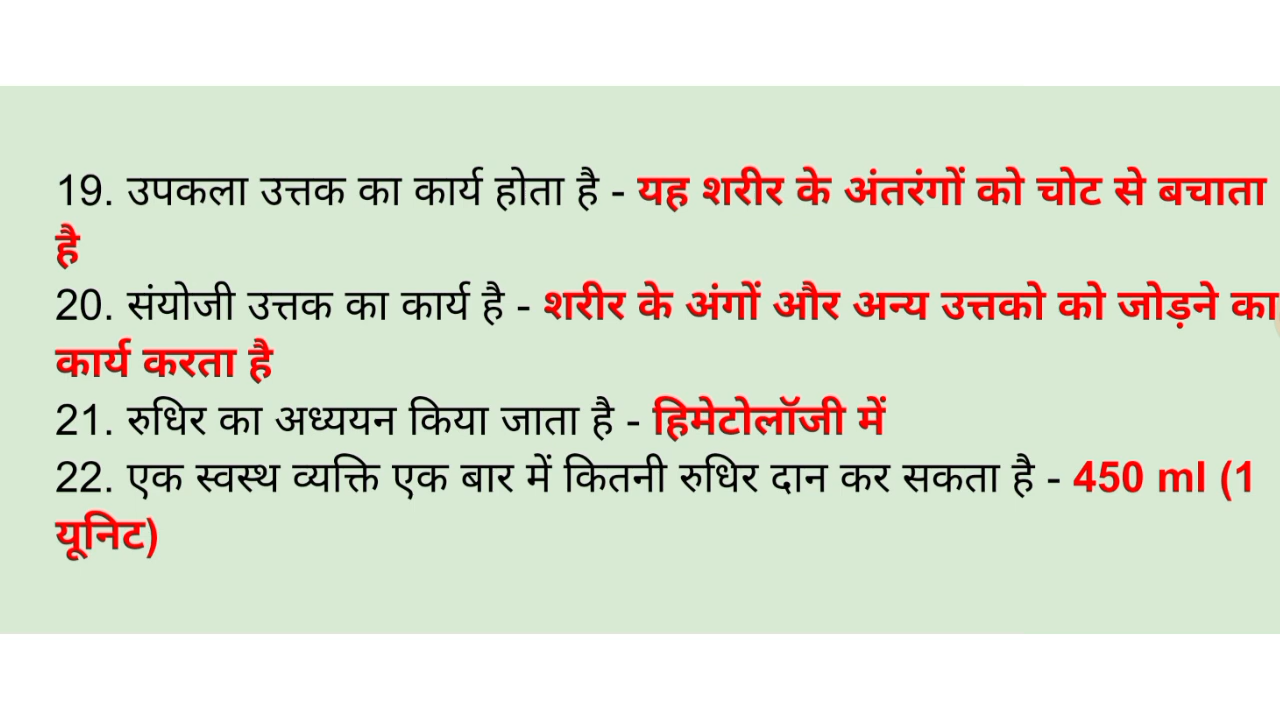 19. उपकला उत्तक का कार्य होता है - यह शरीर के अंतरंगों को चोट से बचाता
है
20. संयोजी उत्तक का कार्य है - शरीर के अंगों और अन्य उत्तको को जोड़ने का
कार्य करता है
21. रुधिर का अध्ययन किया जाता है - हिमेटोलॉजी में
22. एक स्वस्थ व्यक्ति एक बार में कितनी रुधिर दान कर सकता है - 450 ml (1
यूनिट)